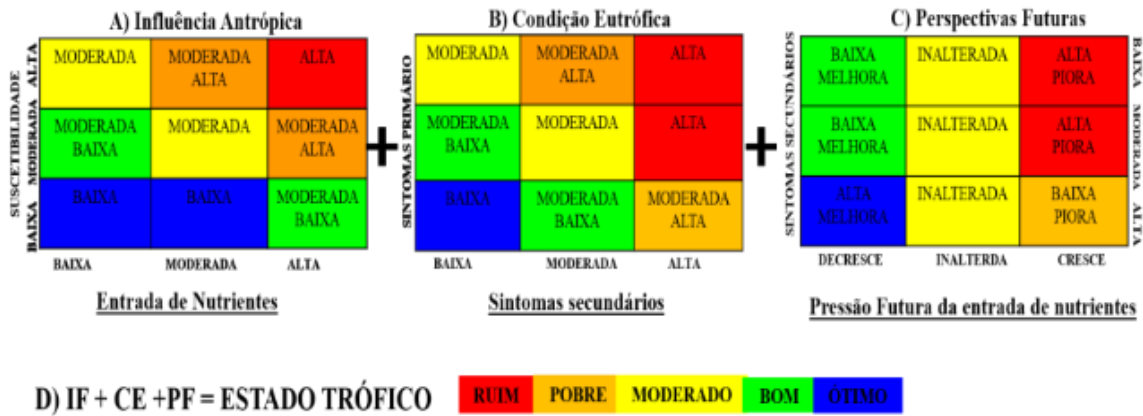 A) Influência Antrópica
SUSCETIBILIDADE
ALTA
MODERADA
BAIXA
MODERADA
MODERADA
ALTA
ALTA
MODERADA
BAIXA
MODERADA
MODERADA
ALTA
BAIXA
BAIXA
MODERADA
BAIXA
BAIXA
MODERADA
ALTA
Entrada de Nutrientes
+
B) Condição Eutrófica
SINTOMAS PRIMÁRIO
MODERADA
MODERADA
ALTA
ALTA
MODERADA
BAIXA
MODERADA
ALTA
BAIXA
MODERADA
BAIXA
MODERADA
ALTA
BAIXA
MODERADA
ALTA
Sintomas secundários
+
C) Perspectivas Futuras
SINTOMAS SECUNDÁRIOS
BAIXA
MELHORA
INALTERADA
ALTA
PIORA
BAIXA
MELHORA
INALTERADA
ALTA
PIORA
ALTA
MELHORA
INALTERADA
BAIXA
PIORA
BAIXA
MODERADA
ALTA
DECRESCE
INALTERDA
CRESCE
Pressão Futura da entrada de nutrientes
D) IF + CE +PF = ESTADO TRÓFICO
RUIM
POBRE
MODERADO
BOM
ÓTIMO